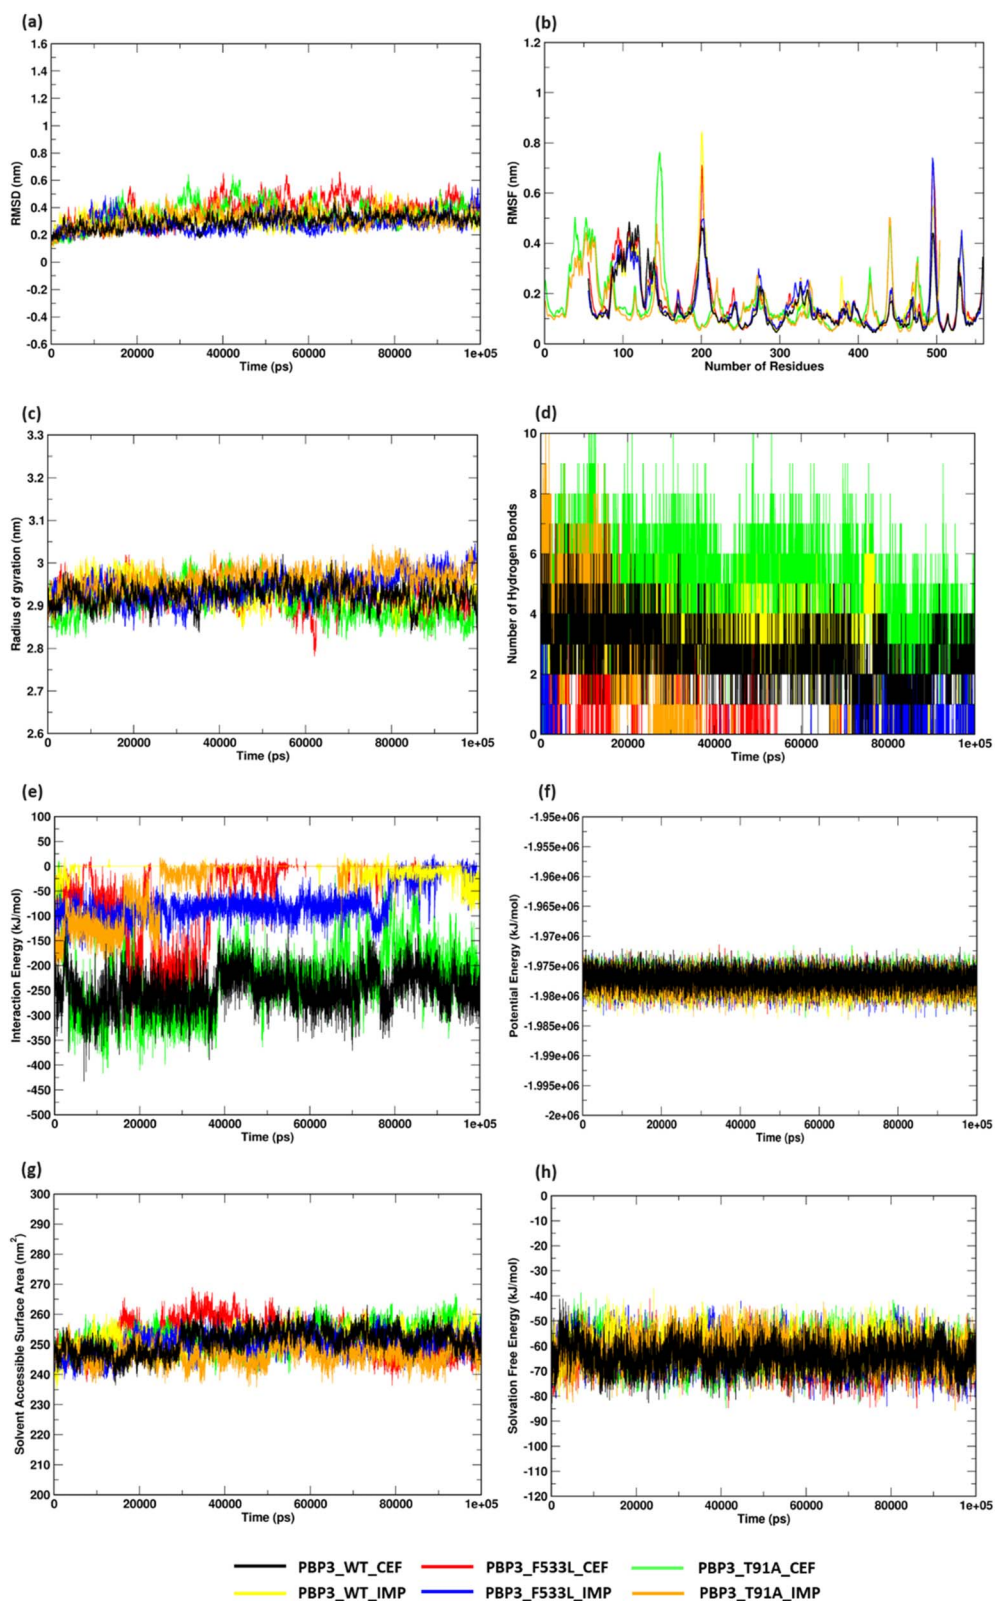 (a)
1.6
1.4
1.2
1
0.8
0.6
0.4
0.2
0
-0.2
-0.4
-0.6
RMSD (nm)
0 20000 40000 60000 80000 1e+05
Time (ps)
(b)
1.2
1
0.8
0.6
0.4
0.2
0
RMSF (nm)
0 100 200 300 400 500
Number of Residues
(c)
3.3
3.2
3.1
3
2.9
2.8
2.7
2.6
Radius of gyration (nm)
0 20000 40000 60000 80000 1e+05
Time (ps)
(d)
10
8
6
4
2
0
Number of Hydrogen Bonds
0 20000 40000 60000 80000 1e+05
Time (ps)
(e)
100
50
0
-50
-100
-150
-200
-250
-300
-350
-400
-450
-500
Interaction Energy (kJ/mol)
0 20000 40000 60000 80000 1e+05
Time (ps)
(f)
-1.95e+06
-1.955e+06
-1.96e+06
-1.965e+06
-1.97e+06
-1.975e+06
-1.98e+06
-1.985e+06
-1.99e+06
-1.995e+06
-2e+06
Potential Energy (kJ/mol)
0 20000 40000 60000 80000 1e+05
Time (ps)
(g)
300
290
280
270
260
250
240
230
220
210
200
Solvent Accessible Surface Area (nm²)
0 20000 40000 60000 80000 1e+05
Time (ps)
(h)
0
-10
-20
-30
-40
-50
-60
-70
-80
-90
-100
-110
-120
Solvation Free Energy (kJ/mol)
0 20000 40000 60000 80000 1e+05
Time (ps)
PBP3_WT_CEF PBP3_F533L_CEF PBP3_T91A_CEF
PBP3_WT_IMP PBP3_F533L_IMP PBP3_T91A_IMP